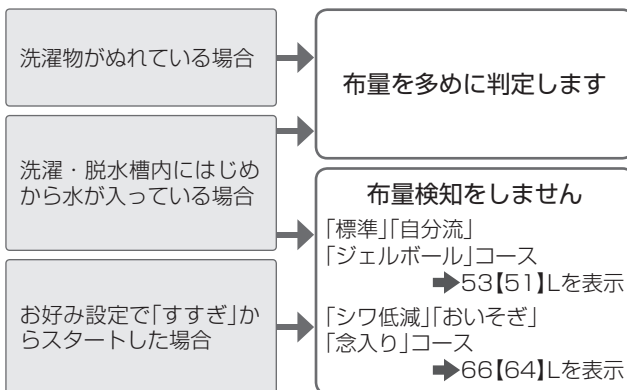 洗濯物がぬれている場合
布量を多めに判定します
洗濯・脱水槽内にはじめ
から水が入っている場合
お好み設定で「すすぎ」か
らスタートした場合
布量検知をしません
「標準」「自分流」
「ジェルボール」コース
➡53【51】Lを表示
「シワ低減」「おいそぎ」
「念入り」コース
➡66【64】Lを表示